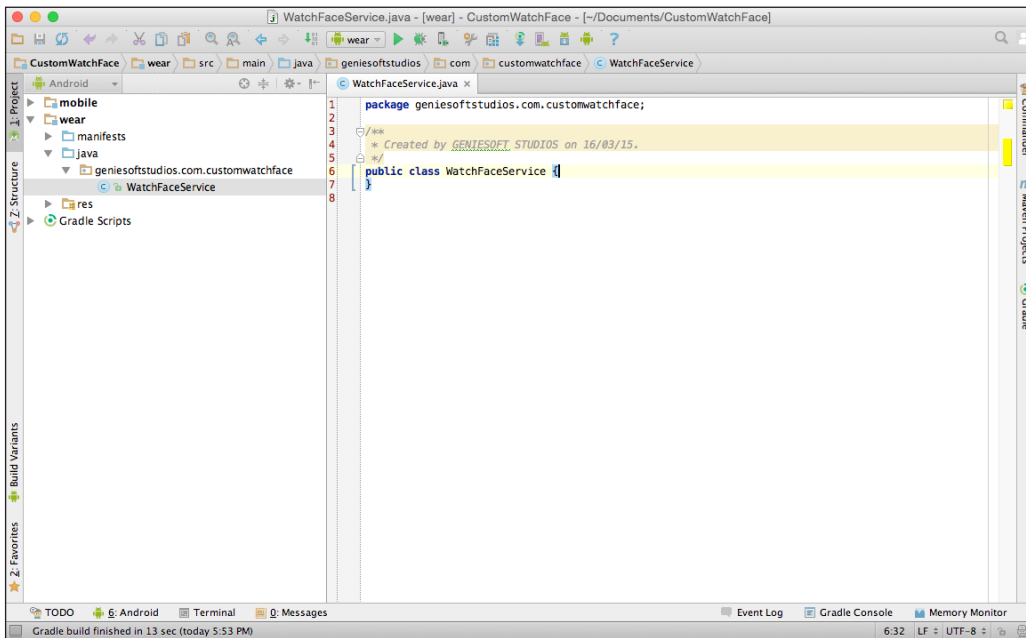 WatchFaceService.java - [wear] - CustomWatchFace - [~/Documents/CustomWatchFace]
wear
?
CustomWatchFace wear src main java geniesoftstudios com customwatchface WatchFaceService
1: Project
Z: Structure
Build Variants
2: Favorites
Android
mobile
wear
manifests
java
geniesoftstudios.com.customwatchface
WatchFaceService
res
Gradle Scripts
WatchFaceService.java ×
1 package geniesoftstudios.com.customwatchface;
2
3 /**
4 * Created by GENIESOFT STUDIOS on 16/03/15.
5 */
6 public class WatchFaceService {
7 }
8
Commander
Maven Projects
Gradle
TODO 6: Android Terminal 0: Messages Event Log Gradle Console Memory Monitor
Gradle build finished in 13 sec (today 5:53 PM) 6:32 LF UTF-8